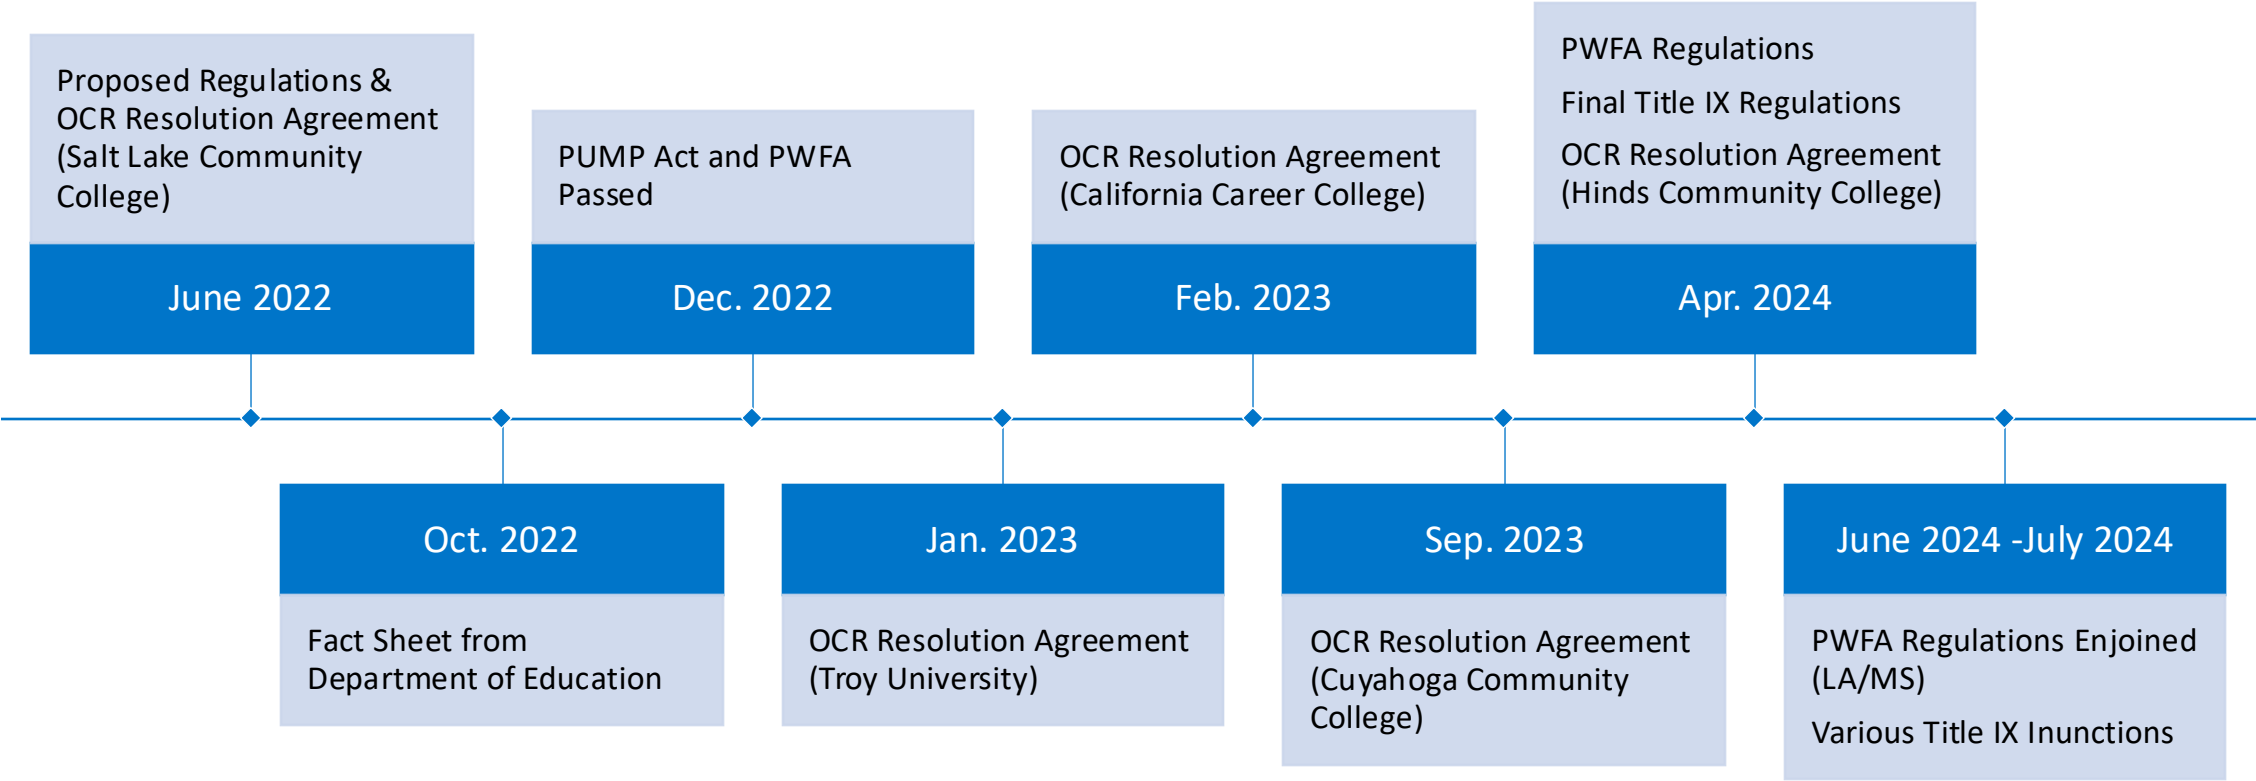 Proposed Regulations &
OCR Resolution Agreement
(Salt Lake Community
College)
June 2022
Oct. 2022
Fact Sheet from
Department of Education
PUMP Act and PWFA
Passed
Dec. 2022
Jan. 2023
OCR Resolution Agreement
(Troy University)
OCR Resolution Agreement
(California Career College)
Feb. 2023
Sep. 2023
OCR Resolution Agreement
(Cuyahoga Community
College)
PWFA Regulations
Final Title IX Regulations
OCR Resolution Agreement
(Hinds Community College)
Apr. 2024
June 2024 -July 2024
PWFA Regulations Enjoined
(LA/MS)
Various Title IX Inunctions